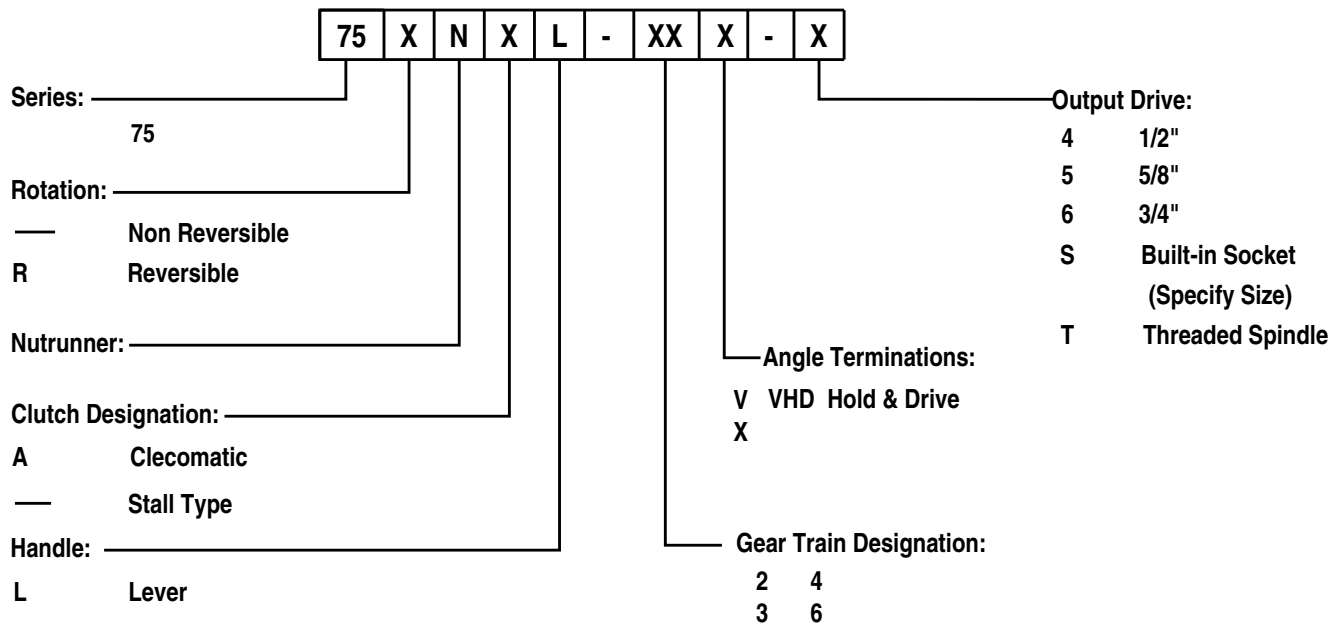 75 X N X L - XX X - X
Series:
75
Rotation:
— Non Reversible
R Reversible
Nutrunner:
Clutch Designation:
A Clecomatic
— Stall Type
Handle:
L Lever
Output Drive:
4 1/2"
5 5/8"
6 3/4"
S Built-in Socket
(Specify Size)
T Threaded Spindle
Angle Terminations:
V VHD Hold & Drive
X
Gear Train Designation:
2 4
3 6